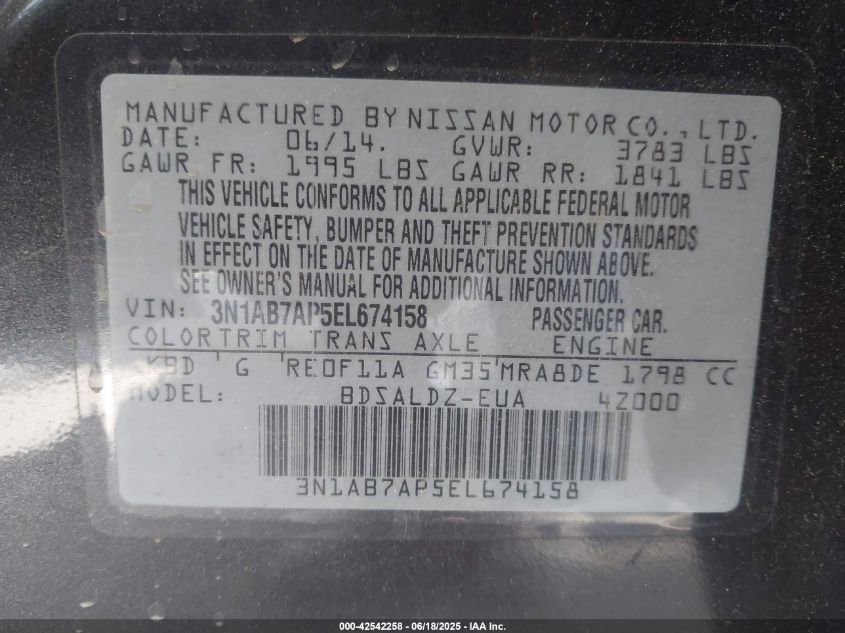 MANUFACTURED BY NISSAN MOTOR CO., LTD.
DATE: 06/14. GVWR: 3783 LBS
GAWR FR: 1995 LBS GAWR RR: 1841 LBS
THIS VEHICLE CONFORMS TO ALL APPLICABLE FEDERAL MOTOR
VEHICLE SAFETY, BUMPER AND THEFT PREVENTION STANDARDS
IN EFFECT ON THE DATE OF MANUFACTURE SHOWN ABOVE.
SEE OWNER'S MANUAL FOR ADDITIONAL INFORMATION.
VIN: 3N1AB7AP5EL674158 PASSENGER CAR.
COLOR TRIM TRANS AXLE ENGINE
KBD G RE0F11A GM35 MRA8DE 1798 CC
MODEL: BDSALDZ-EUA 4Z000
3N1AB7AP5EL674158
000-42542258 - 06/18/2025 - IAA Inc.